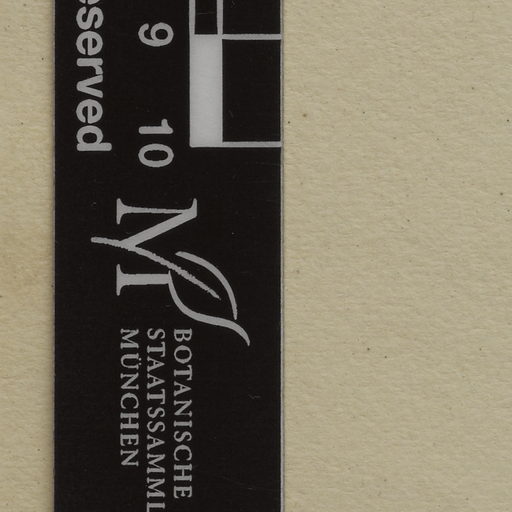 eserved
9 10
BOTANISCHE
STAATSSAMML
MÜNCHEN